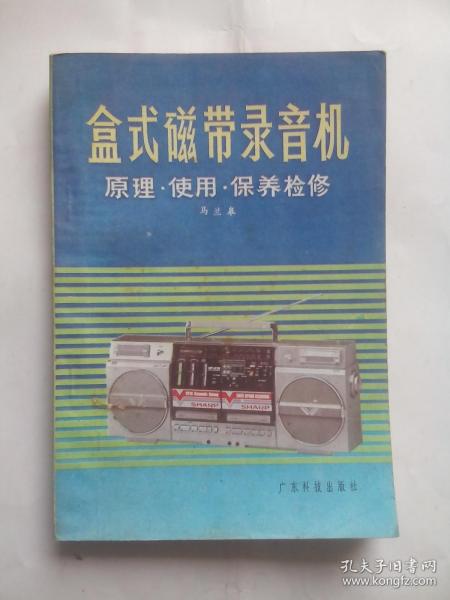 盒式磁带录音机
原理·使用·保养检修
马兰皋
SHARP
SHARP
广东科技出版社
孔夫子旧书网
www.kongfz.com